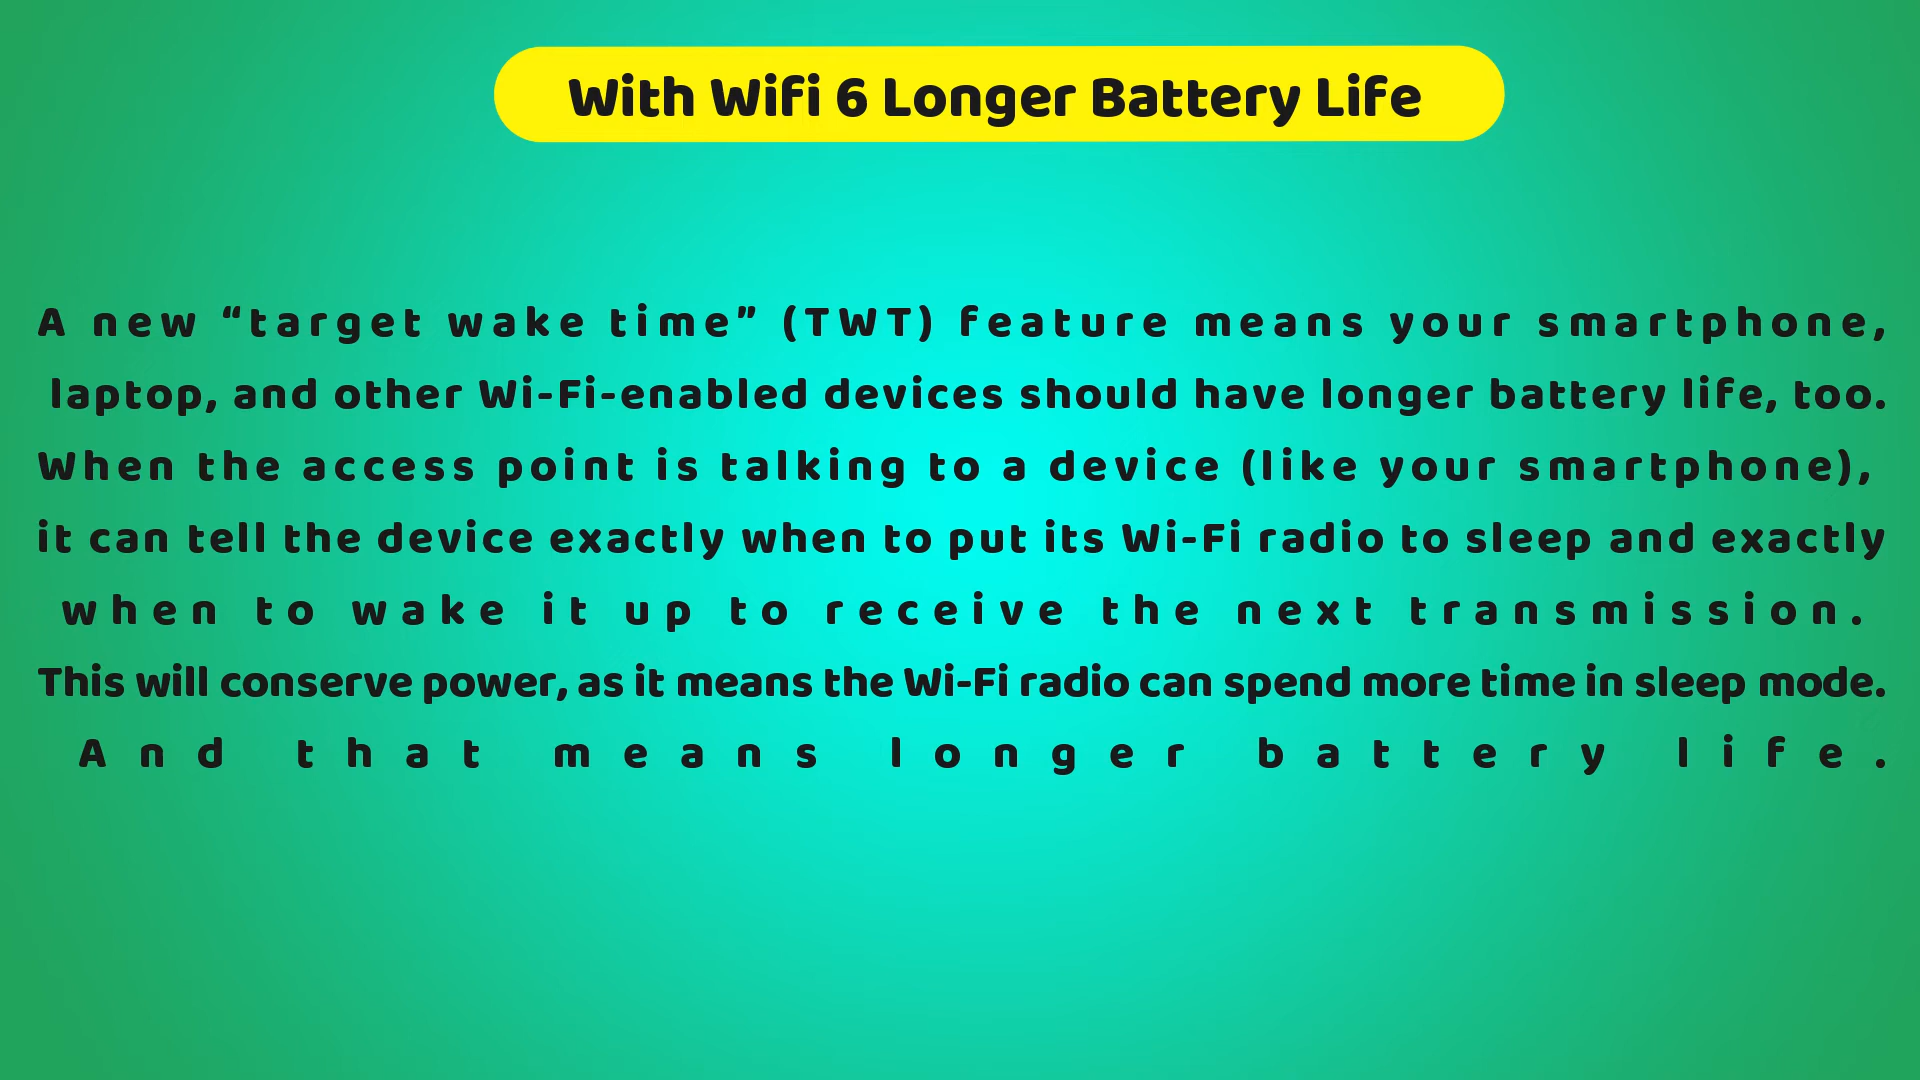 With Wifi 6 Longer Battery Life
A new “target wake time” (TWT) feature means your smartphone,
laptop, and other Wi-Fi-enabled devices should have longer battery life, too.
When the access point is talking to a device (like your smartphone),
it can tell the device exactly when to put its Wi-Fi radio to sleep and exactly
when to wake it up to receive the next transmission.
This will conserve power, as it means the Wi-Fi radio can spend more time in sleep mode.
And that means longer battery life.